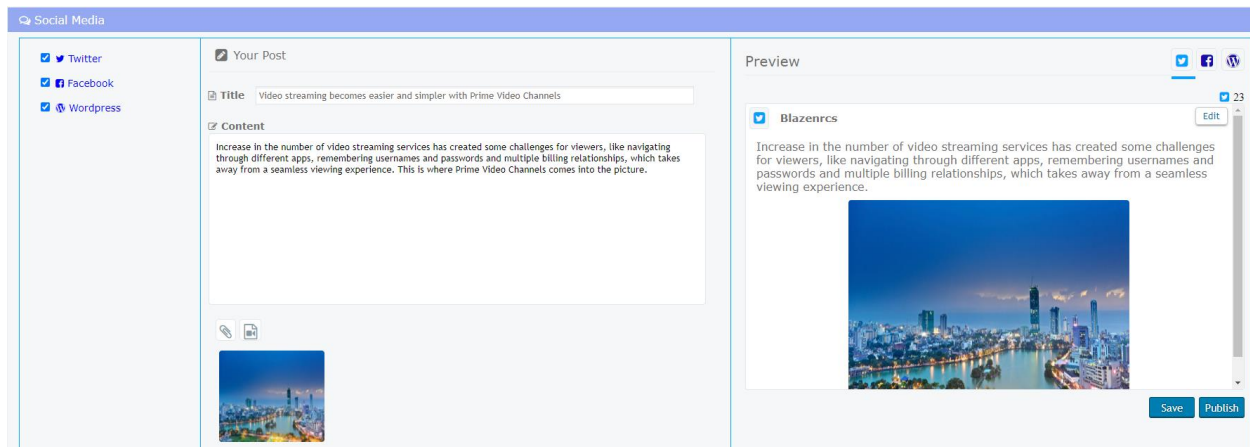 Social Media
Twitter
Facebook
Wordpress
Your Post
Title
Video streaming becomes easier and simpler with Prime Video Channels
Content
Increase in the number of video streaming services has created some challenges for viewers, like navigating
through different apps, remembering usernames and passwords and multiple billing relationships, which takes
away from a seamless viewing experience. This is where Prime Video Channels comes into the picture.
Preview
23
Blazenrcs
Edit
Increase in the number of video streaming services has created some challenges
for viewers, like navigating through different apps, remembering usernames and
passwords and multiple billing relationships, which takes away from a seamless
viewing experience.
Save
Publish